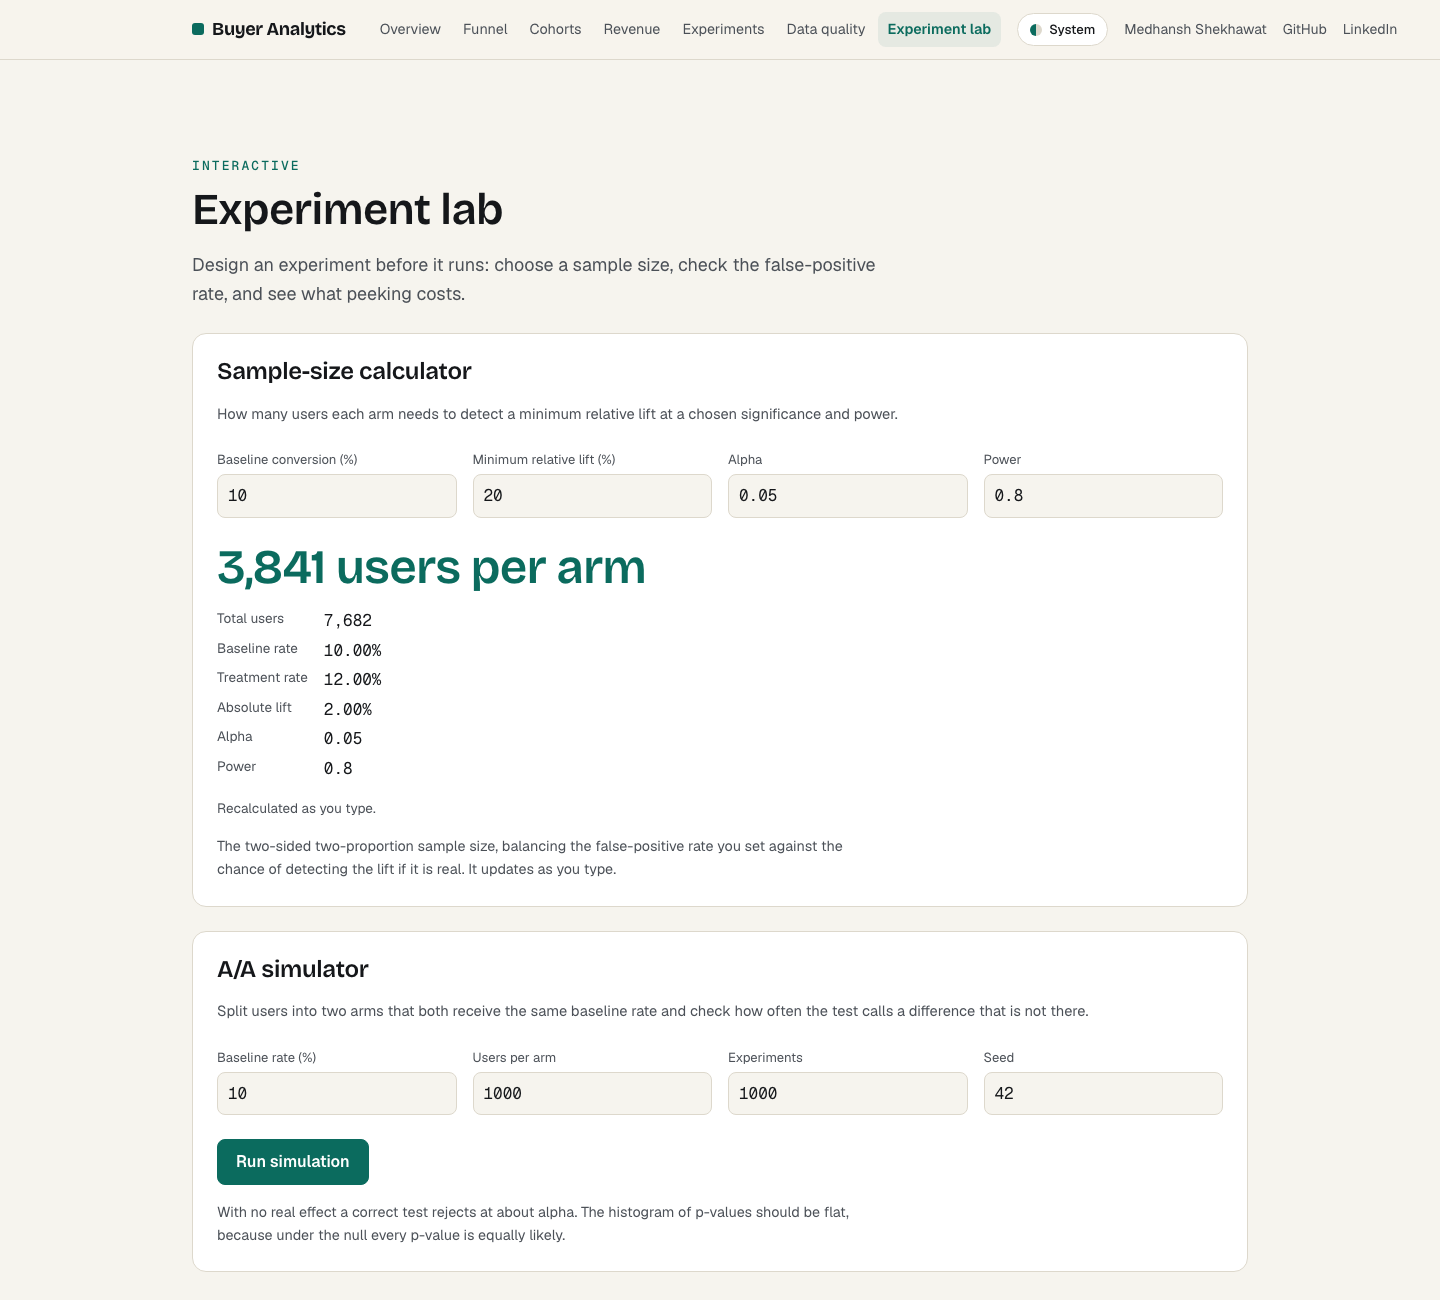 Buyer Analytics Overview Funnel Cohorts Revenue Experiments Data quality Experiment lab System Medhansh Shekhawat GitHub LinkedIn
INTERACTIVE
Experiment lab
Design an experiment before it runs: choose a sample size, check the false-positive
rate, and see what peeking costs.
Sample-size calculator
How many users each arm needs to detect a minimum relative lift at a chosen significance and power.
Baseline conversion (%) Minimum relative lift (%) Alpha Power
10 20 0.05 0.8
3,841 users per arm
Total users 7,682
Baseline rate 10.00%
Treatment rate 12.00%
Absolute lift 2.00%
Alpha 0.05
Power 0.8
Recalculated as you type.
The two-sided two-proportion sample size, balancing the false-positive rate you set against the
chance of detecting the lift if it is real. It updates as you type.
A/A simulator
Split users into two arms that both receive the same baseline rate and check how often the test calls a difference that is not there.
Baseline rate (%) Users per arm Experiments Seed
10 1000 1000 42
Run simulation
With no real effect a correct test rejects at about alpha. The histogram of p-values should be flat,
because under the null every p-value is equally likely.